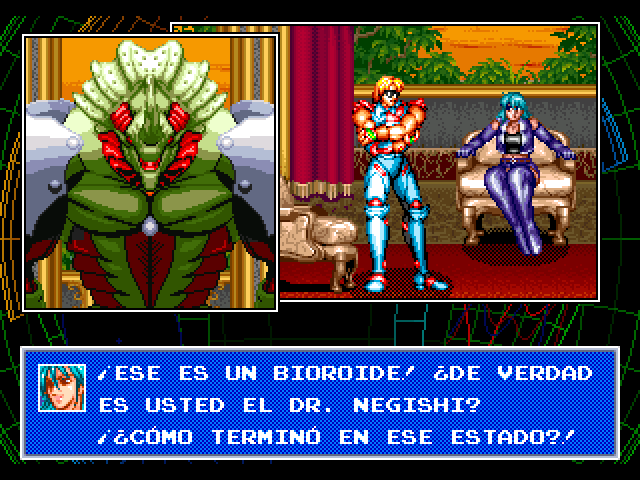 ¡ESE ES UN BIOROIDE! ¿DE VERDAD
ES USTED EL DR. NEGISHI?
¡¿CÓMO TERMINÓ EN ESE ESTADO?!